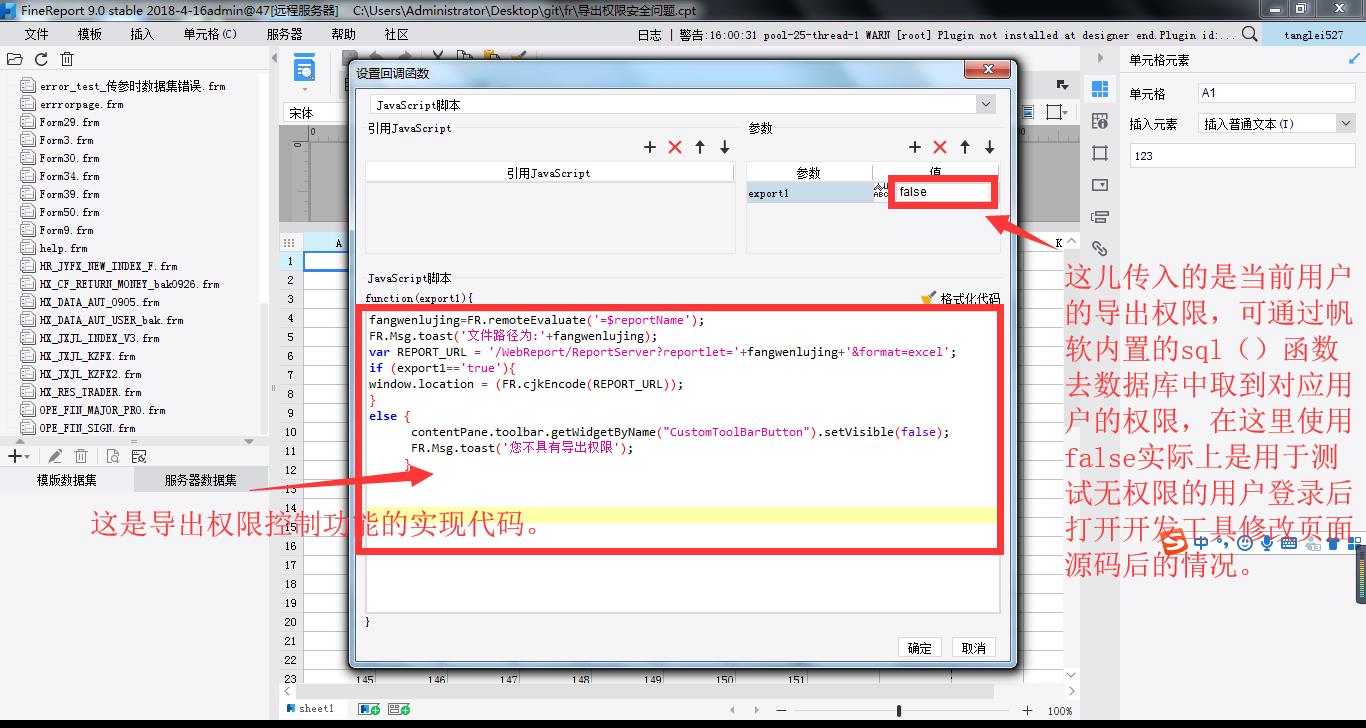 FineReport 9.0 stable 2018-4-16admin@47[远程服务器] C:\Users\Administrator\Desktop\git\fr\导出权限安全问题.cpt
文件 模板 插入 单元格(C) 服务器 帮助 社区
日志 | 警告:16:00:31 pool-25-thread-1 WARN [root] Plugin not installed at designer end.Plugin id:...
tanglei527
error_test_传参时数据集错误.frm
errrorpage.frm
Form29.frm
Form3.frm
Form30.frm
Form34.frm
Form39.frm
Form50.frm
Form9.frm
help.frm
HR_JYFX_NEW_INDEX_F.frm
HX_CF_RETURN_MONEY_bak0926.frm
HX_DATA_AUT_0905.frm
HX_DATA_AUT_USER_bak.frm
HX_JXJL_INDEX_V3.frm
HX_JXJL_KZFX.frm
HX_JXJL_KZFX2.frm
HX_RES_TRADER.frm
OPE_FIN_MAJOR_PRO.frm
OPE_FIN_SIGN.frm
模版数据集 服务器数据集
宋体
0
0
A
K
1
2
3
4
5
6
7
8
9
10
11
12
13
14
15
16
17
18
19
20
21
22
23
145 146 147 148 149 150 151
sheet1
100%
设置回调函数
JavaScript脚本
引用JavaScript
引用JavaScript
参数
参数 值
export1 false
JavaScript脚本
function(export1){
格式化代码
fangwenlujing=FR.remoteEvaluate('=$reportName');
FR.Msg.toast('文件路径为:'+fangwenlujing);
var REPORT_URL = '/WebReport/ReportServer?reportlet='+fangwenlujing+'&format=excel';
if (export1=='true'){
window.location = (FR.cjkEncode(REPORT_URL));
}
else {
contentPane.toolbar.getWidgetByName("CustomToolBarButton").setVisible(false);
FR.Msg.toast('您不具有导出权限');
}
}
确定 取消
这是导出权限控制功能的实现代码。
单元格元素
单元格 A1
插入元素 插入普通文本(T)
123
这儿传入的是当前用户
的导出权限，可通过帆
软内置的sql（）函数
去数据库中取到对应用
户的权限，在这里使用
false实际上是用于测
试无权限的用户登录后
打开开发工具修改页面
源码后的情况。
中